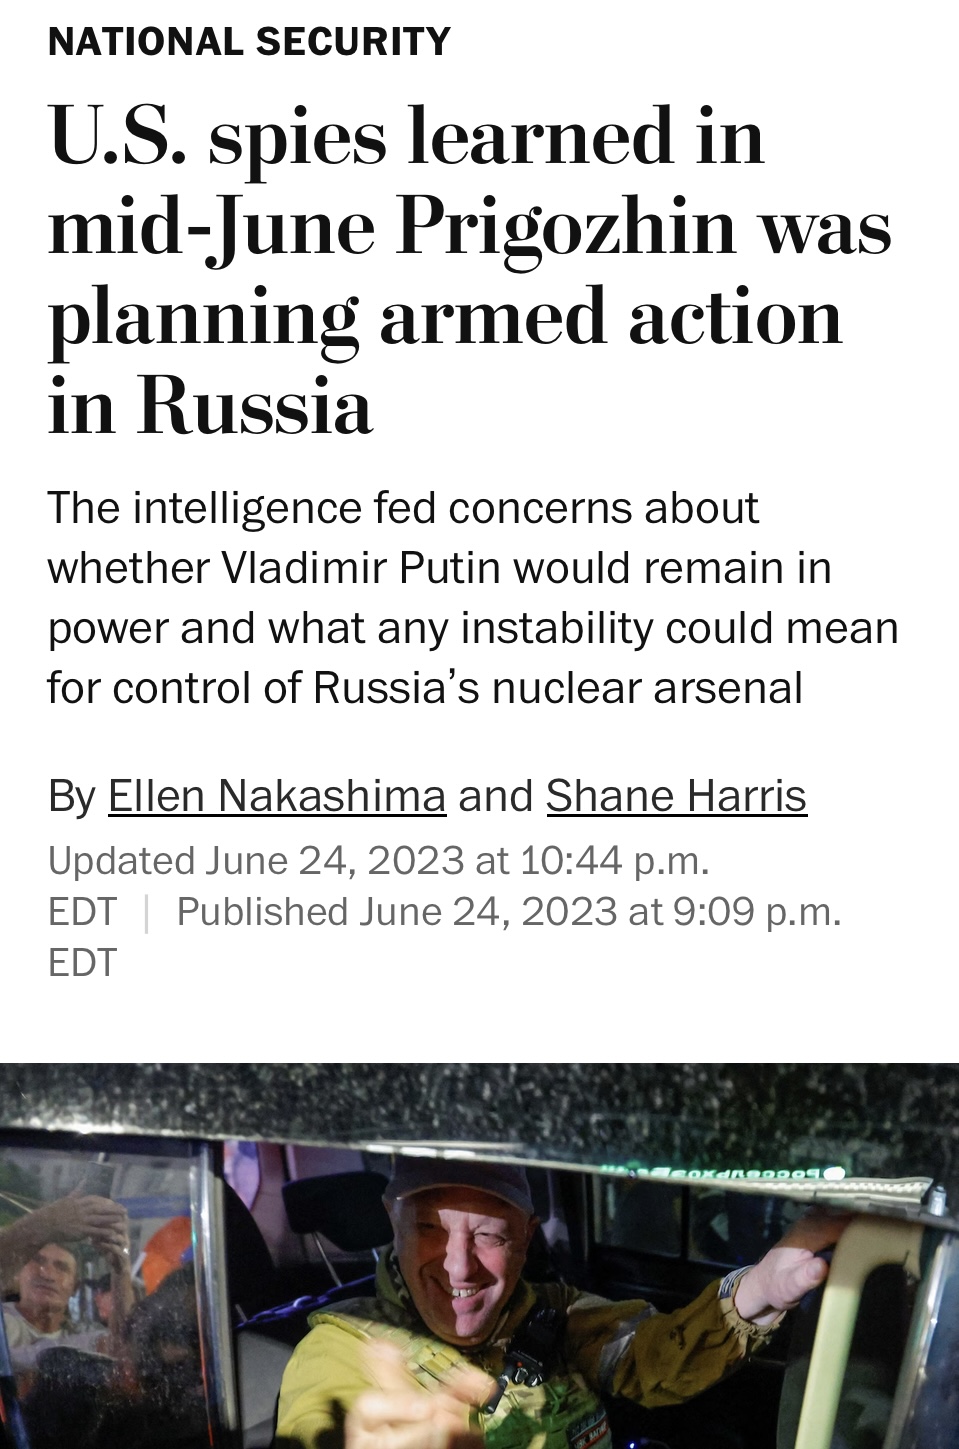 NATIONAL SECURITY
U.S. spies learned in
mid-June Prigozhin was
planning armed action
in Russia
The intelligence fed concerns about
whether Vladimir Putin would remain in
power and what any instability could mean
for control of Russia’s nuclear arsenal
By Ellen Nakashima and Shane Harris
Updated June 24, 2023 at 10:44 p.m.
EDT | Published June 24, 2023 at 9:09 p.m.
EDT